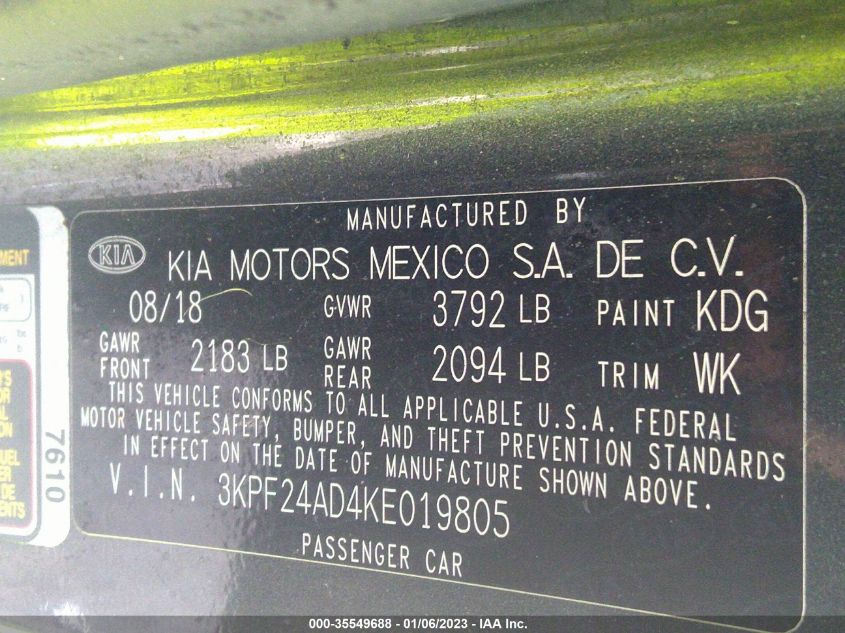 MANUFACTURED BY
KIA KIA MOTORS MEXICO S.A. DE C.V.
08/18 GVWR 3792 LB PAINT KDG
GAWR FRONT 2183 LB GAWR REAR 2094 LB TRIM WK
THIS VEHICLE CONFORMS TO ALL APPLICABLE U.S.A. FEDERAL
MOTOR VEHICLE SAFETY, BUMPER, AND THEFT PREVENTION STANDARDS
IN EFFECT ON THE DATE OF MANUFACTURE SHOWN ABOVE.
V.I.N. 3KPF24AD4KE019805
PASSENGER CAR
7610
000-35549688 - 01/06/2023 - IAA Inc.